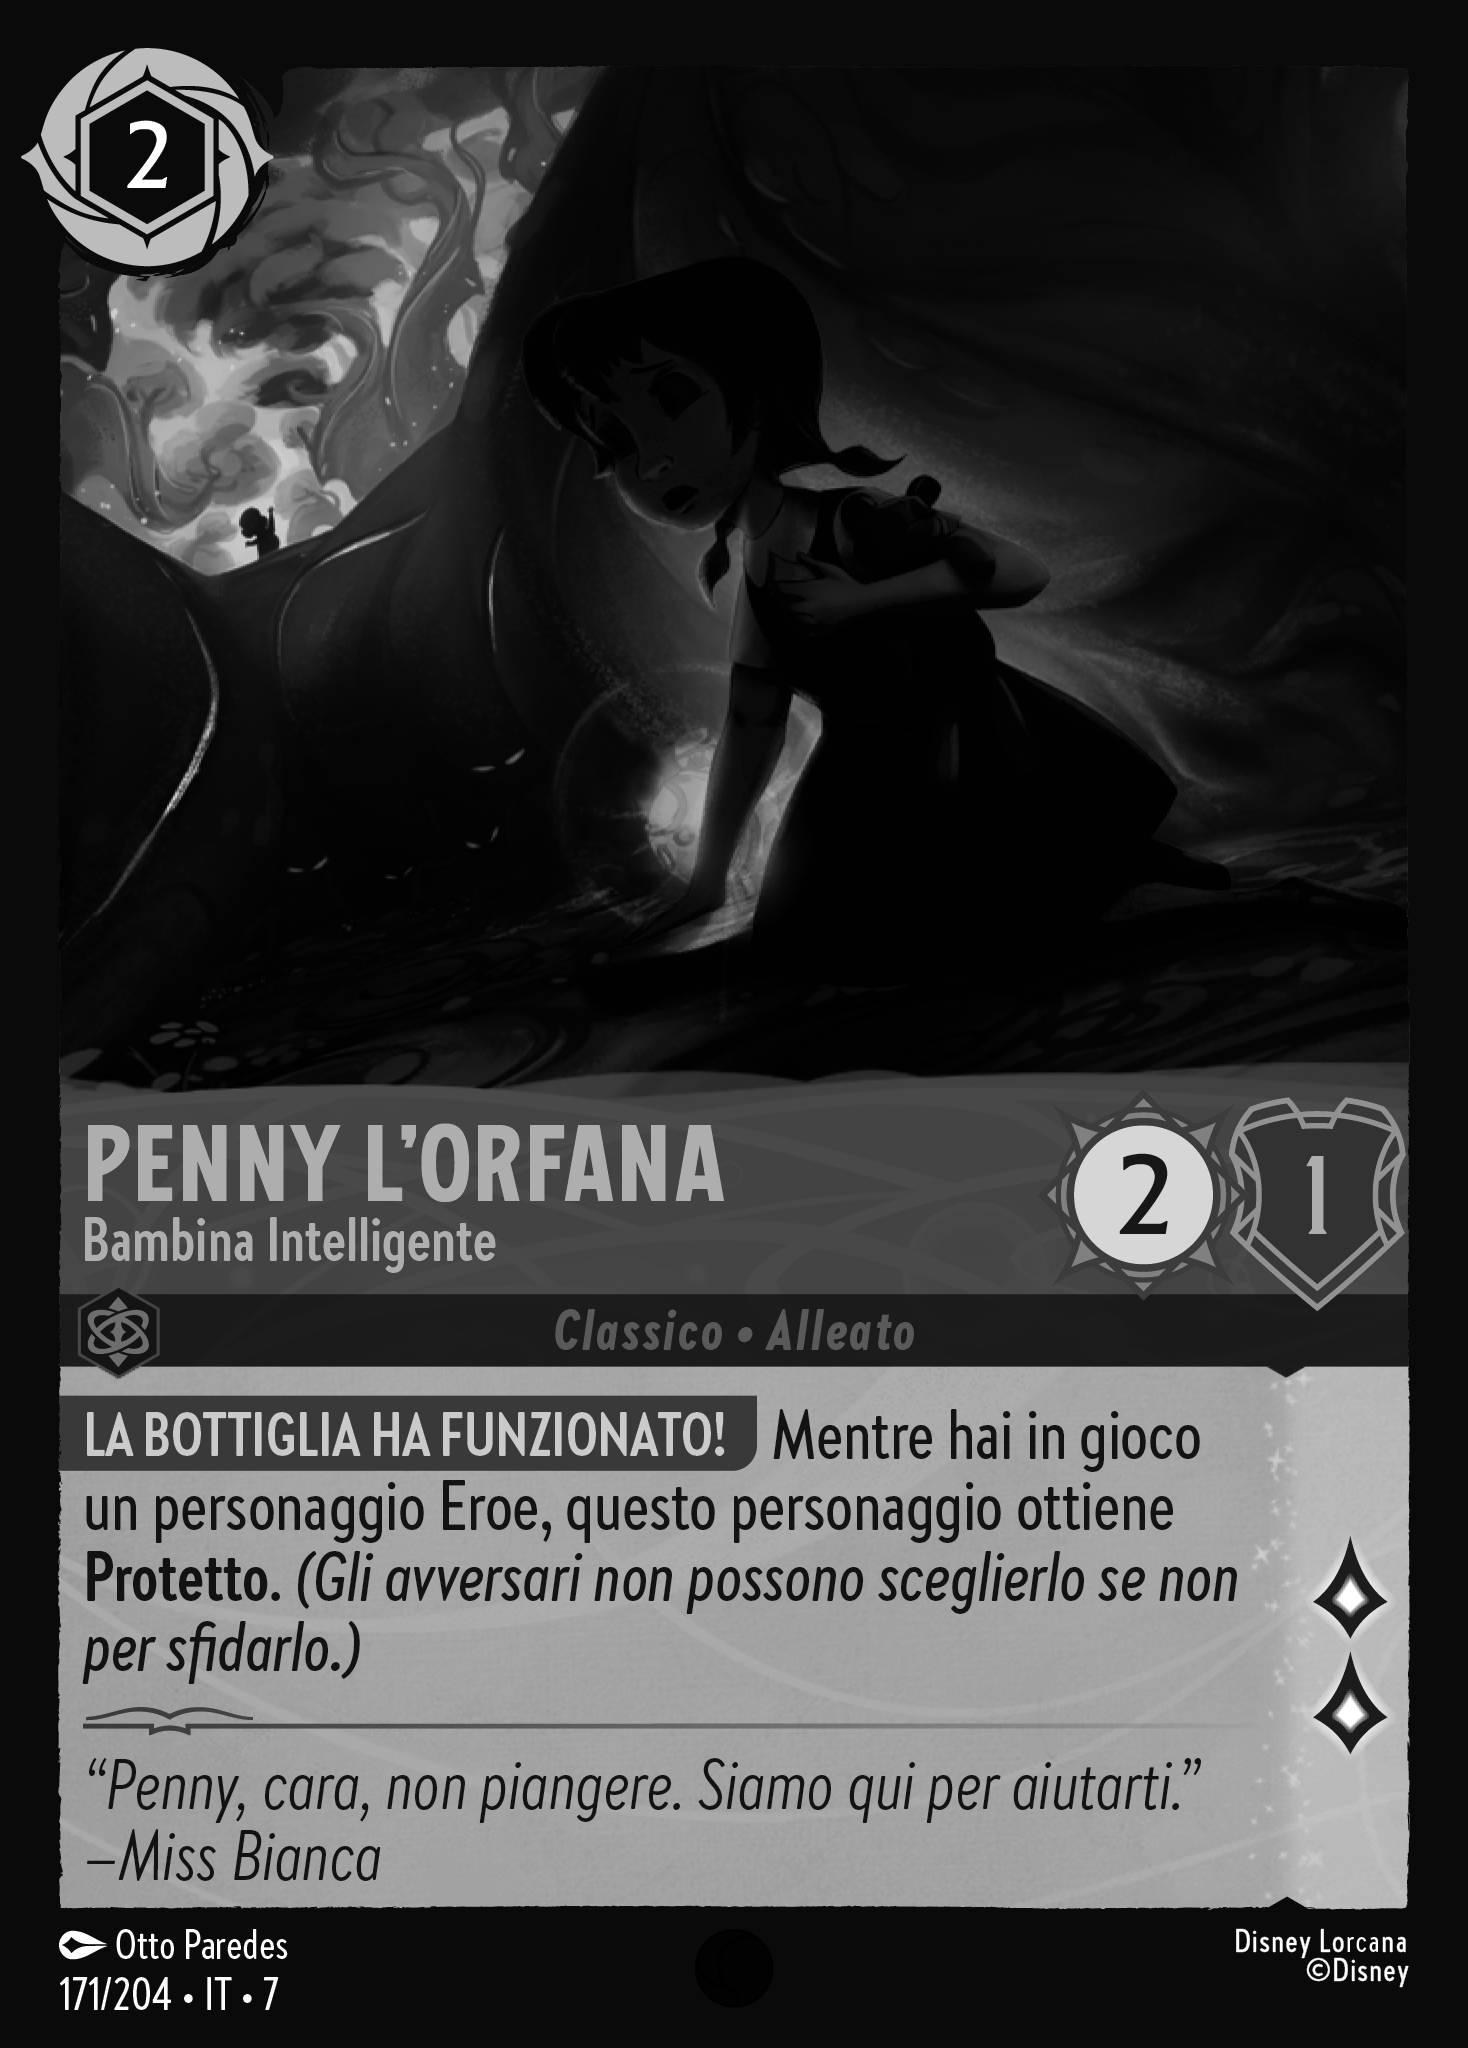 2
PENNY L’ORFANA
Bambina Intelligente
2
1
Classico • Alleato
LA BOTTIGLIA HA FUNZIONATO! Mentre hai in gioco
un personaggio Eroe, questo personaggio ottiene
Protetto. (Gli avversari non possono sceglierlo se non
per sfidarlo.)
“Penny, cara, non piangere. Siamo qui per aiutarti.”
–Miss Bianca
Otto Paredes
171/204 • IT • 7
Disney Lorcana
©Disney